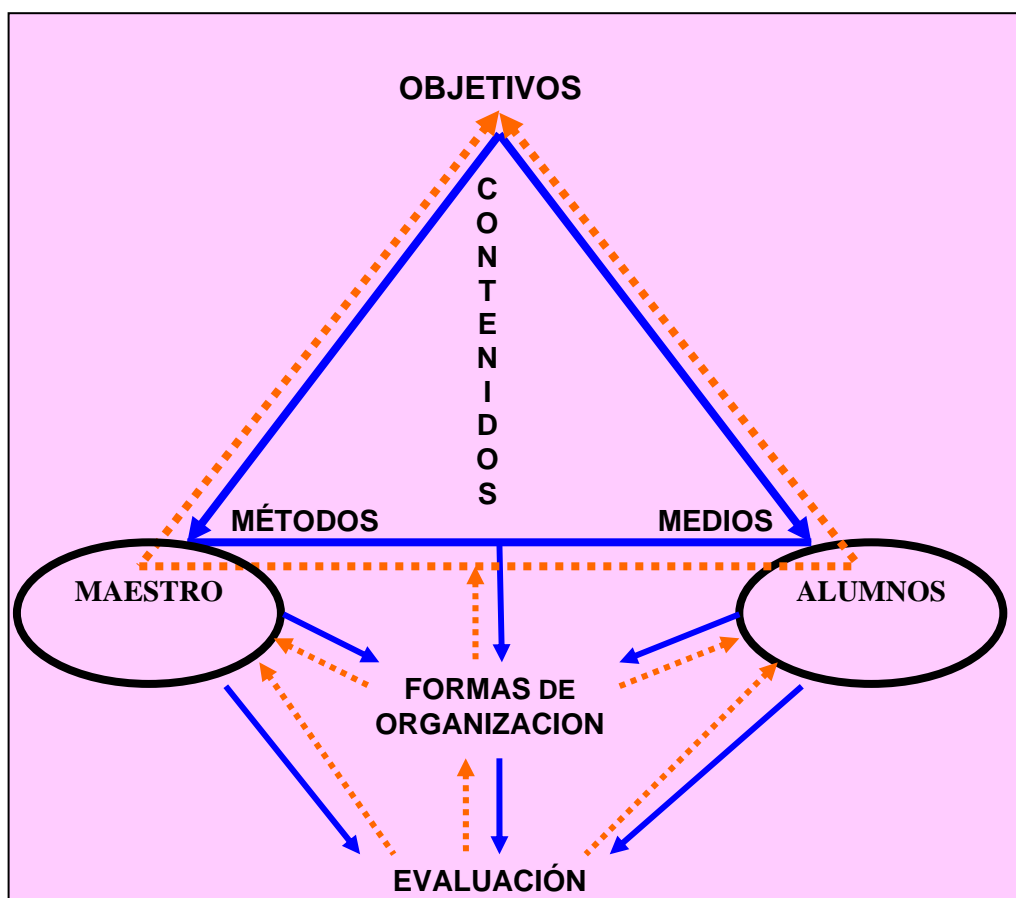 OBJETIVOS
C
O
N
T
E
N
I
D
O
S
MÉTODOS
MEDIOS
MAESTRO
ALUMNOS
FORMAS DE
ORGANIZACION
EVALUACIÓN